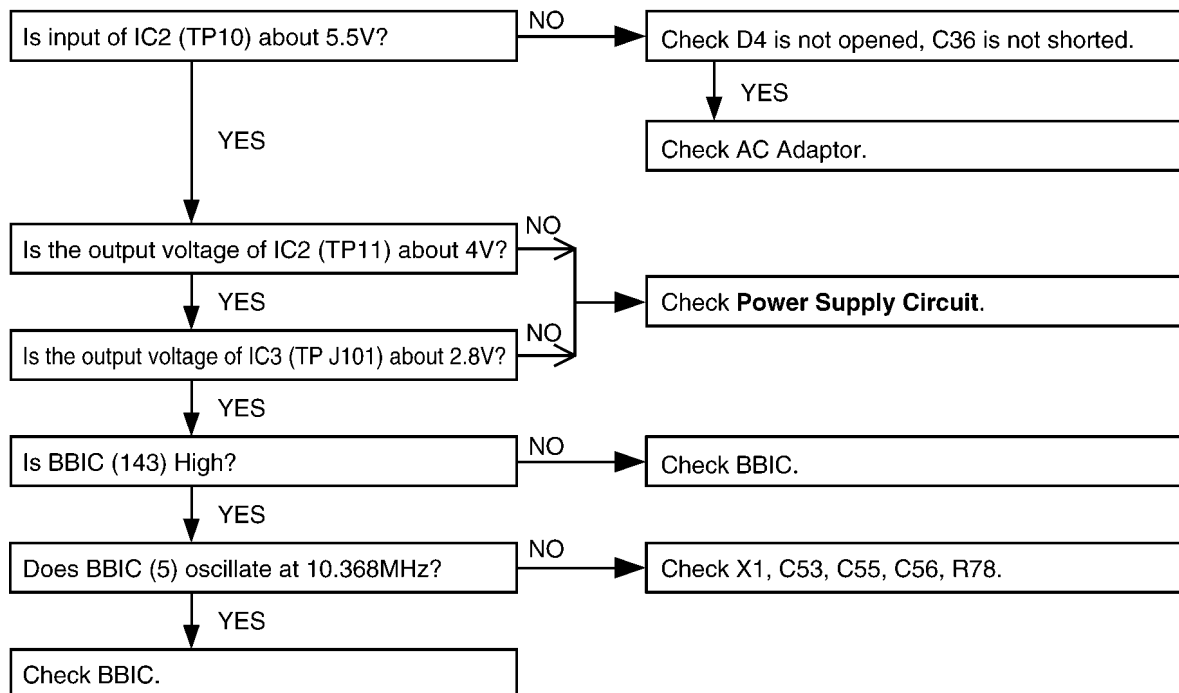 Is input of IC2 (TP10) about 5.5V?
NO
Check D4 is not opened, C36 is not shorted.
YES
Check AC Adaptor.
YES
Is the output voltage of IC2 (TP11) about 4V?
NO
YES
Check Power Supply Circuit.
Is the output voltage of IC3 (TP J101) about 2.8V?
NO
YES
Is BBIC (143) High?
NO
Check BBIC.
YES
Does BBIC (5) oscillate at 10.368MHz?
NO
Check X1, C53, C55, C56, R78.
YES
Check BBIC.